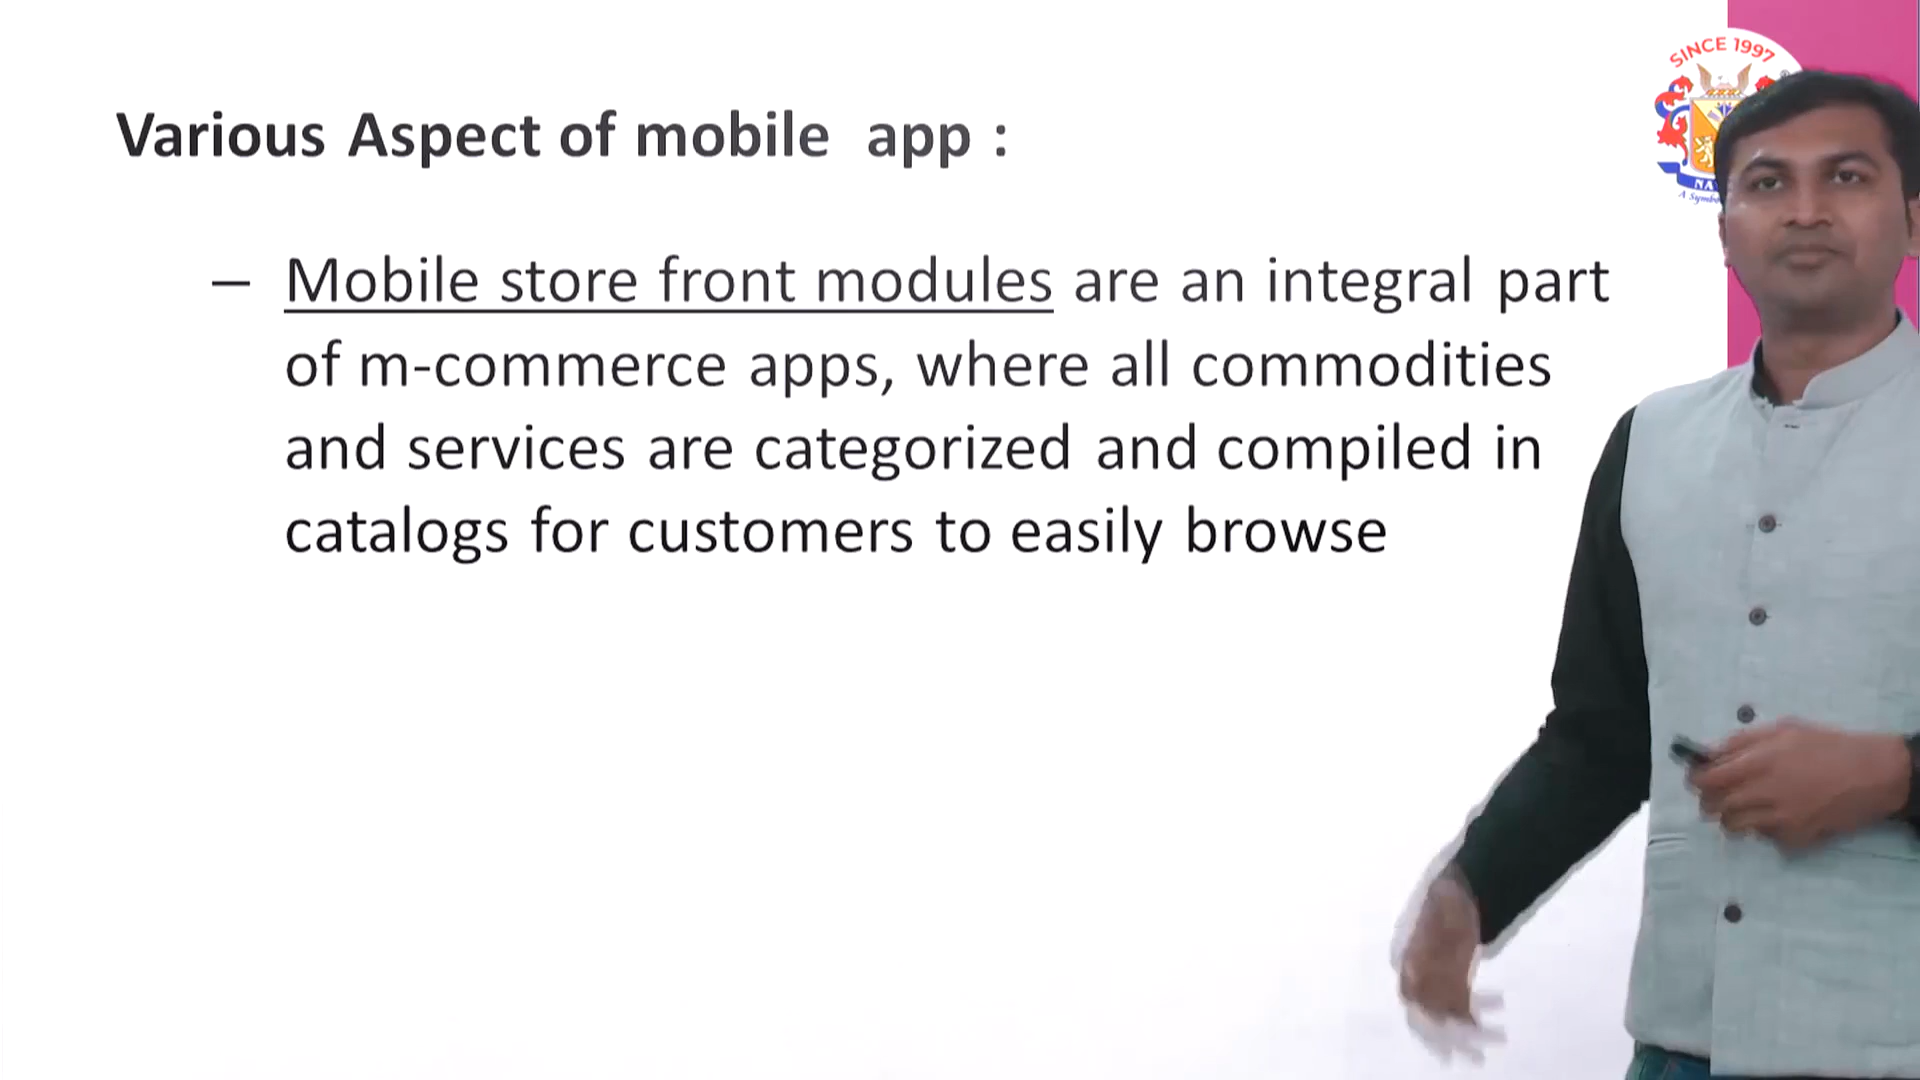 SINCE 1997
Various Aspect of mobile app :
– Mobile store front modules are an integral part
of m-commerce apps, where all commodities
and services are categorized and compiled in
catalogs for customers to easily browse